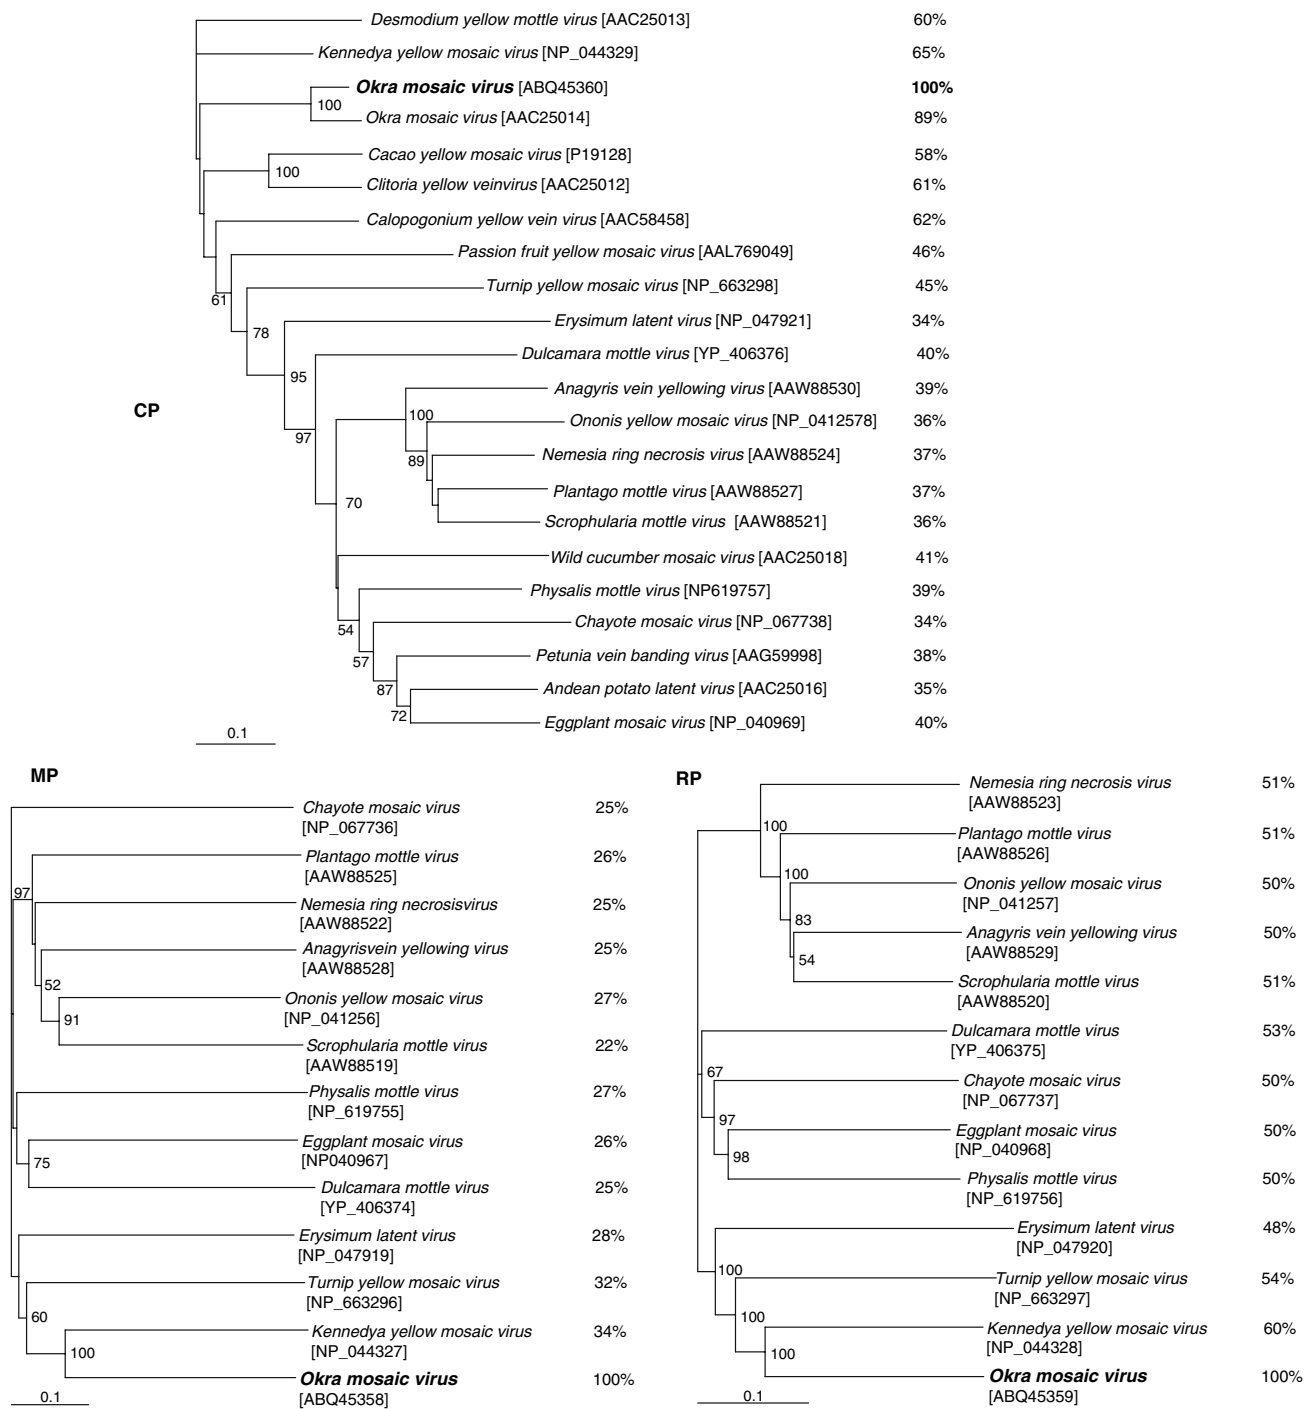 Desmodium yellow mottle virus [AAC25013] 60%
Kennedya yellow mosaic virus [NP_044329] 65%
Okra mosaic virus [ABQ45360] 100%
100
Okra mosaic virus [AAC25014] 89%
Cacao yellow mosaic virus [P19128] 58%
100
Clitoria yellow veinvirus [AAC25012] 61%
Calopogonium yellow vein virus [AAC58458] 62%
Passion fruit yellow mosaic virus [AAL769049] 46%
61
Turnip yellow mosaic virus [NP_663298] 45%
78
Erysimum latent virus [NP_047921] 34%
Dulcamara mottle virus [YP_406376] 40%
95
Anagyris vein yellowing virus [AAW88530] 39%
CP
100
Ononis yellow mosaic virus [NP_0412578] 36%
97
89
Nemesia ring necrosis virus [AAW88524] 37%
Plantago mottle virus [AAW88527] 37%
70
Scrophularia mottle virus [AAW88521] 36%
Wild cucumber mosaic virus [AAC25018] 41%
Physalis mottle virus [NP619757] 39%
Chayote mosaic virus [NP_067738] 34%
54
Petunia vein banding virus [AAG59998] 38%
57
Andean potato latent virus [AAC25016] 35%
87
72
Eggplant mosaic virus [NP_040969] 40%
0.1
MP
Chayote mosaic virus 25%
[NP_067736]
Plantago mottle virus 26%
[AAW88525]
97
Nemesia ring necrosisvirus 25%
[AAW88522]
Anagyrisvein yellowing virus 25%
[AAW88528]
52
Ononis yellow mosaic virus 27%
[NP_041256]
91
Scrophularia mottle virus 22%
[AAW88519]
Physalis mottle virus 27%
[NP_619755]
Eggplant mosaic virus 26%
[NP040967]
75
Dulcamara mottle virus 25%
[YP_406374]
Erysimum latent virus 28%
[NP_047919]
Turnip yellow mosaic virus 32%
[NP_663296]
60
Kennedya yellow mosaic virus 34%
[NP_044327]
100
Okra mosaic virus 100%
[ABQ45358]
0.1
RP
Nemesia ring necrosis virus 51%
[AAW88523]
100
Plantago mottle virus 51%
[AAW88526]
100
Ononis yellow mosaic virus 50%
[NP_041257]
83
Anagyris vein yellowing virus 50%
[AAW88529]
54
Scrophularia mottle virus 51%
[AAW88520]
Dulcamara mottle virus 53%
[YP_406375]
67
Chayote mosaic virus 50%
[NP_067737]
97
Eggplant mosaic virus 50%
[NP_040968]
98
Physalis mottle virus 50%
[NP_619756]
Erysimum latent virus 48%
[NP_047920]
100
Turnip yellow mosaic virus 54%
[NP_663297]
100
Kennedya yellow mosaic virus 60%
[NP_044328]
100
Okra mosaic virus 100%
[ABQ45359]
0.1